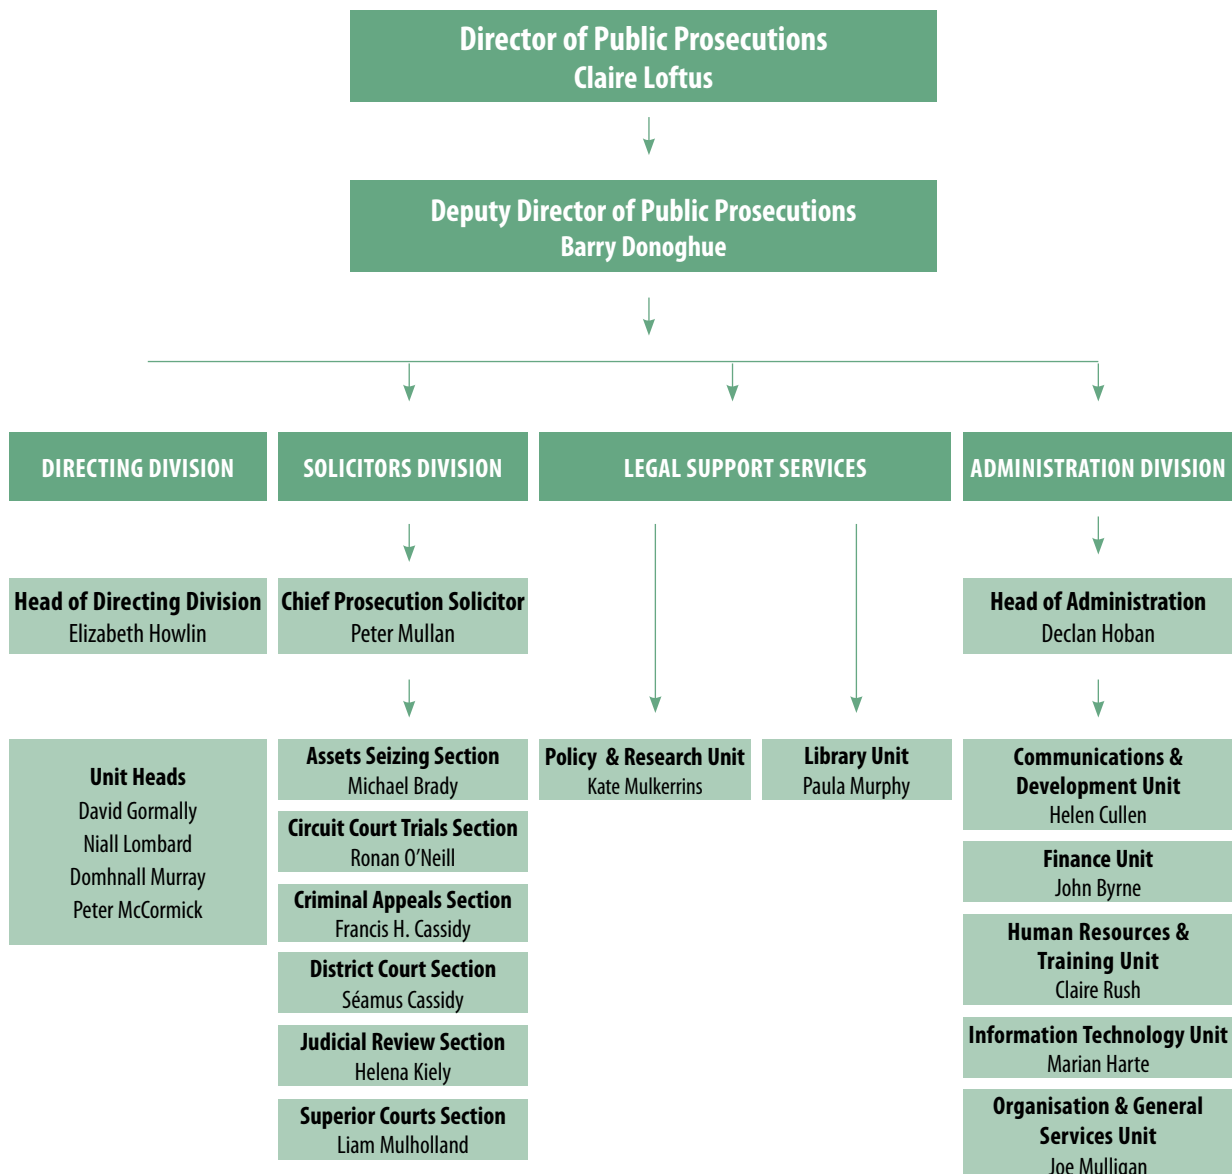 Director of Public Prosecutions
Claire Loftus
Deputy Director of Public Prosecutions
Barry Donoghue
DIRECTING DIVISION
SOLICITORS DIVISION
LEGAL SUPPORT SERVICES
ADMINISTRATION DIVISION
Head of Directing Division
Elizabeth Howlin
Chief Prosecution Solicitor
Peter Mullan
Head of Administration
Declan Hoban
Unit Heads
David Gormally
Niall Lombard
Domhnall Murray
Peter McCormick
Assets Seizing Section
Michael Brady
Circuit Court Trials Section
Ronan O’Neill
Criminal Appeals Section
Francis H. Cassidy
District Court Section
Séamus Cassidy
Judicial Review Section
Helena Kiely
Superior Courts Section
Liam Mulholland
Policy & Research Unit
Kate Mulkerrins
Library Unit
Paula Murphy
Communications &
Development Unit
Helen Cullen
Finance Unit
John Byrne
Human Resources &
Training Unit
Claire Rush
Information Technology Unit
Marian Harte
Organisation & General
Services Unit
Joe Mulligan